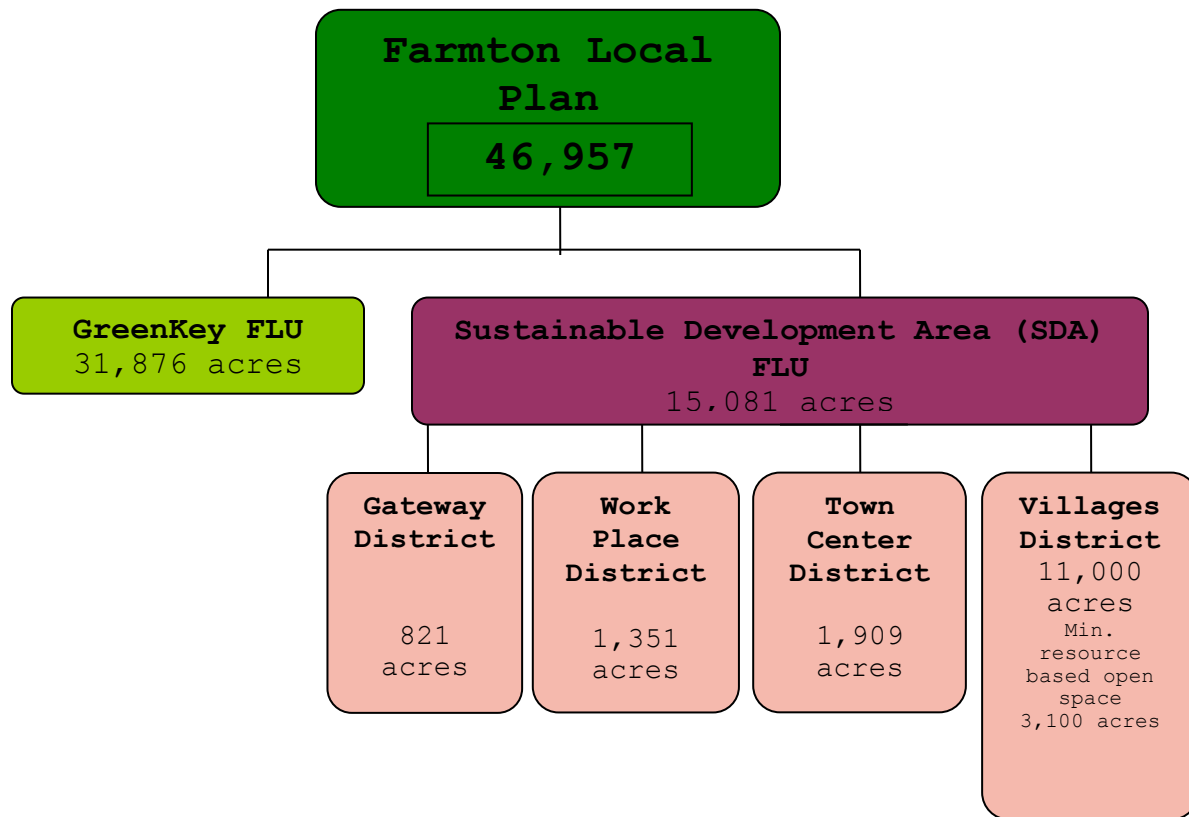 Farmton Local
Plan
46,957
GreenKey FLU
31,876 acres
Sustainable Development Area (SDA)
FLU
15,081 acres
Gateway
District
821
acres
Work
Place
District
1,351
acres
Town
Center
District
1,909
acres
Villages
District
11,000
acres
Min.
resource
based open
space
3,100 acres